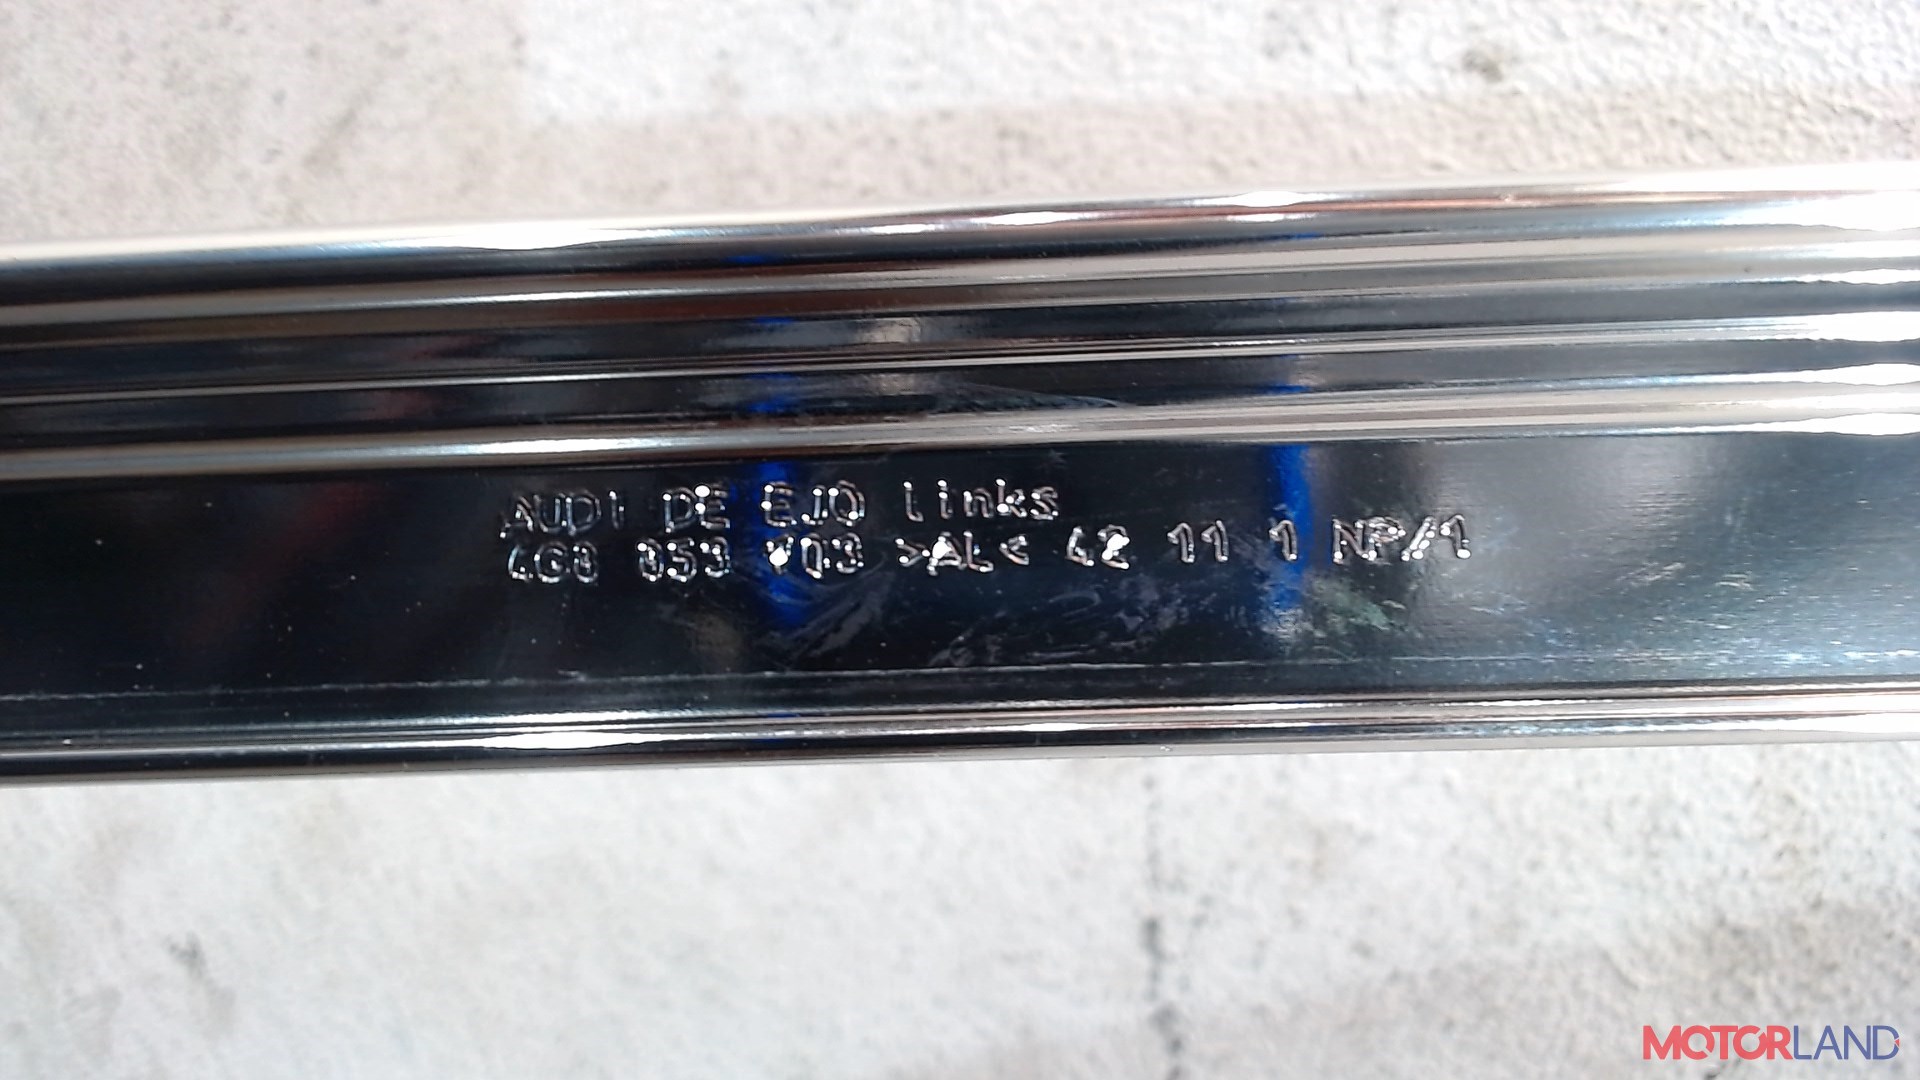 AUDI DE EJO links
4G8 853 703 >AL< 42 11 1 NP/1
MOTORLAND